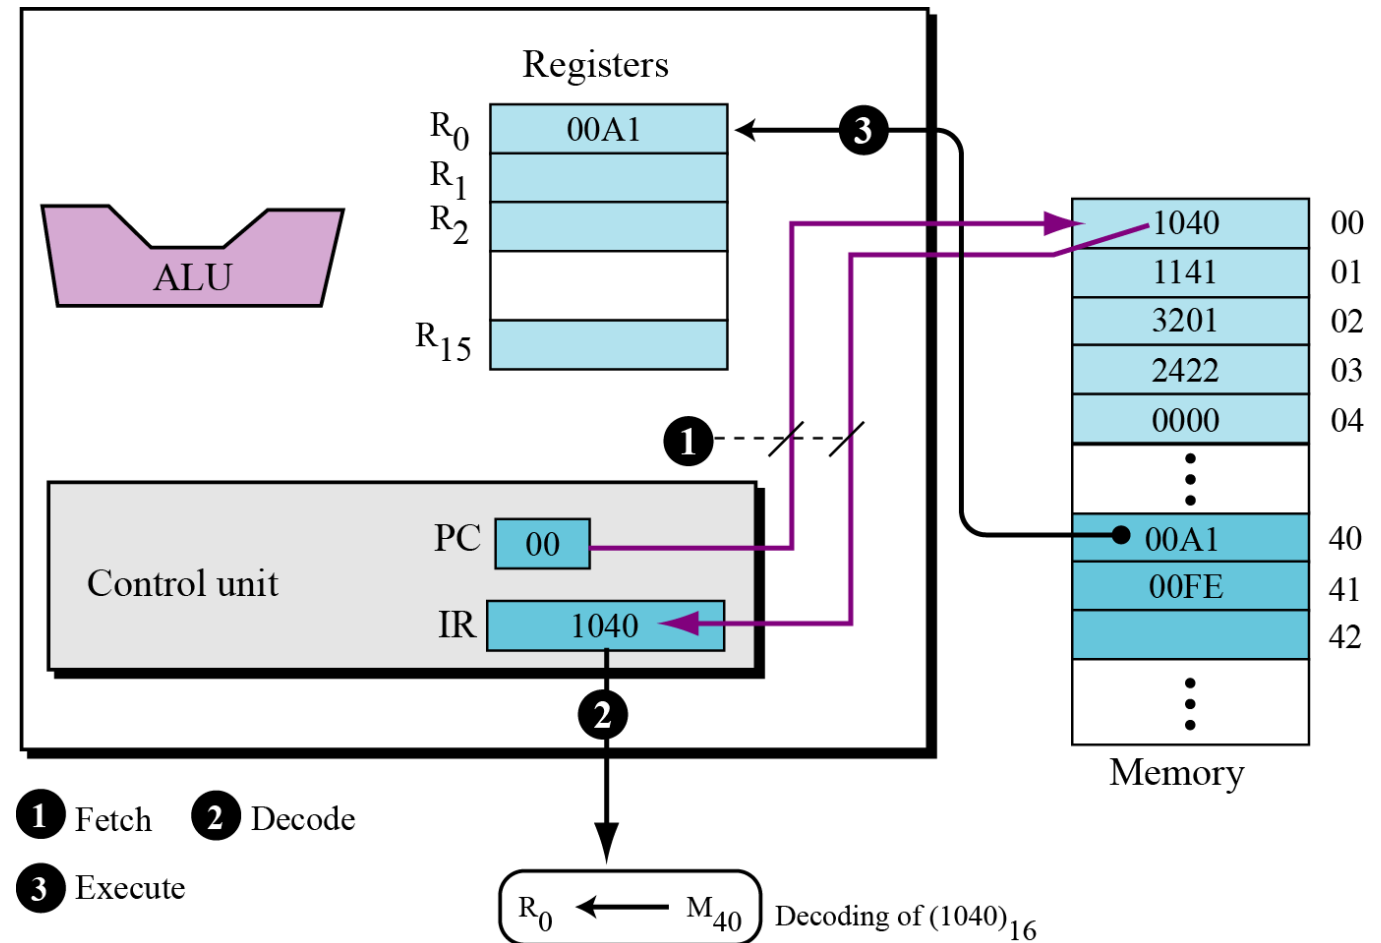 Registers
R0 00A1
R1
R2
R15
3
ALU
1
Control unit
PC 00
IR 1040
2
1040 00
1141 01
3201 02
2422 03
0000 04
00A1 40
00FE 41
42
Memory
1 Fetch 2 Decode
3 Execute
R0 M40 Decoding of (1040)16